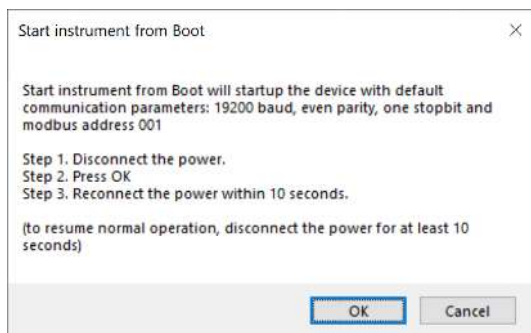 Start instrument from Boot
Start instrument from Boot will startup the device with default
communication parameters: 19200 baud, even parity, one stopbit and
modbus address 001
Step 1. Disconnect the power.
Step 2. Press OK
Step 3. Reconnect the power within 10 seconds.
(to resume normal operation, disconnect the power for at least 10
seconds)
OK
Cancel